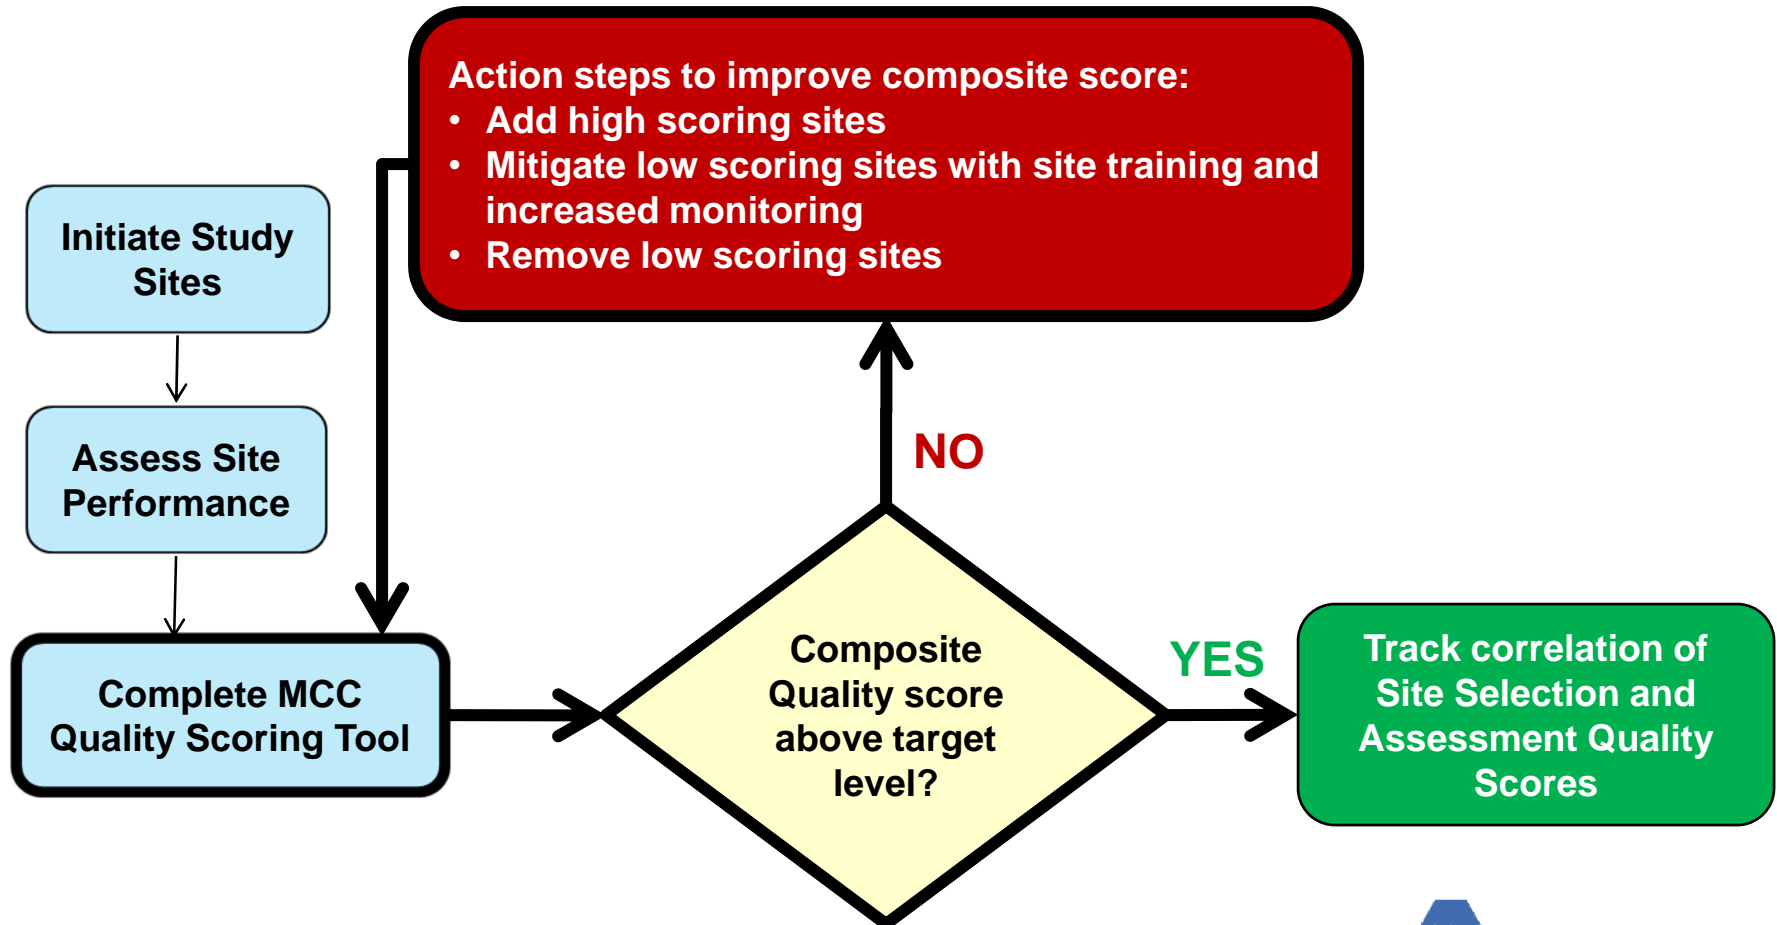 Action steps to improve composite score:
• Add high scoring sites
• Mitigate low scoring sites with site training and
increased monitoring
• Remove low scoring sites
Initiate Study
Sites
Assess Site
Performance
Complete MCC
Quality Scoring Tool
NO
Composite
Quality score
above target
level?
YES
Track correlation of
Site Selection and
Assessment Quality
Scores